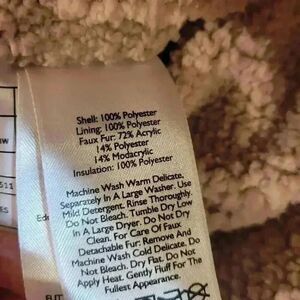 Shell: 100% Polyester
Lining: 100% Polyester
Faux Fur: 72% Acrylic
14% Polyester
14% Modacrylic
Insulation: 100% Polyester
Machine Wash Warm Delicate.
Separately In A Large Washer. Use
Mild Detergent. Rinse Thoroughly.
Do Not Bleach. Tumble Dry Low
In A Large Dryer. Do Not Dry
Clean. For Care Of Faux
Detachable Fur: Remove And
Machine Wash Cold Delicate. Do
Not Bleach. Dry Flat. Do Not
Apply Heat. Gently Fluff For The
Fullest Appearance.